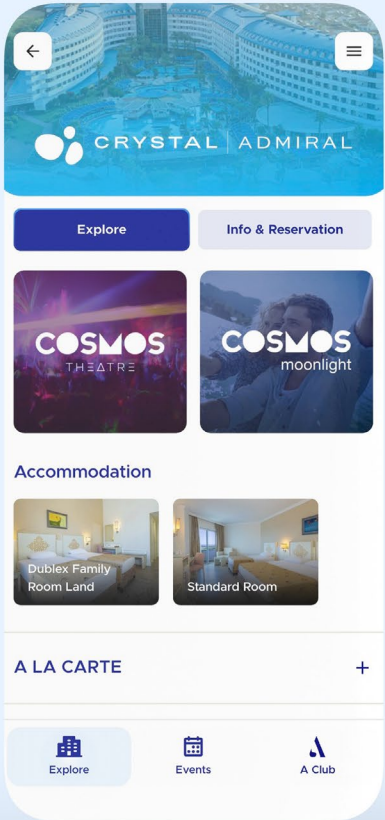 CRYSTAL | ADMIRAL
Explore
Info & Reservation
COSMOS
THEATRE
COSMOS
moonlight
Accommodation
Dublex Family
Room Land
Standard Room
A LA CARTE
Explore
Events
A Club